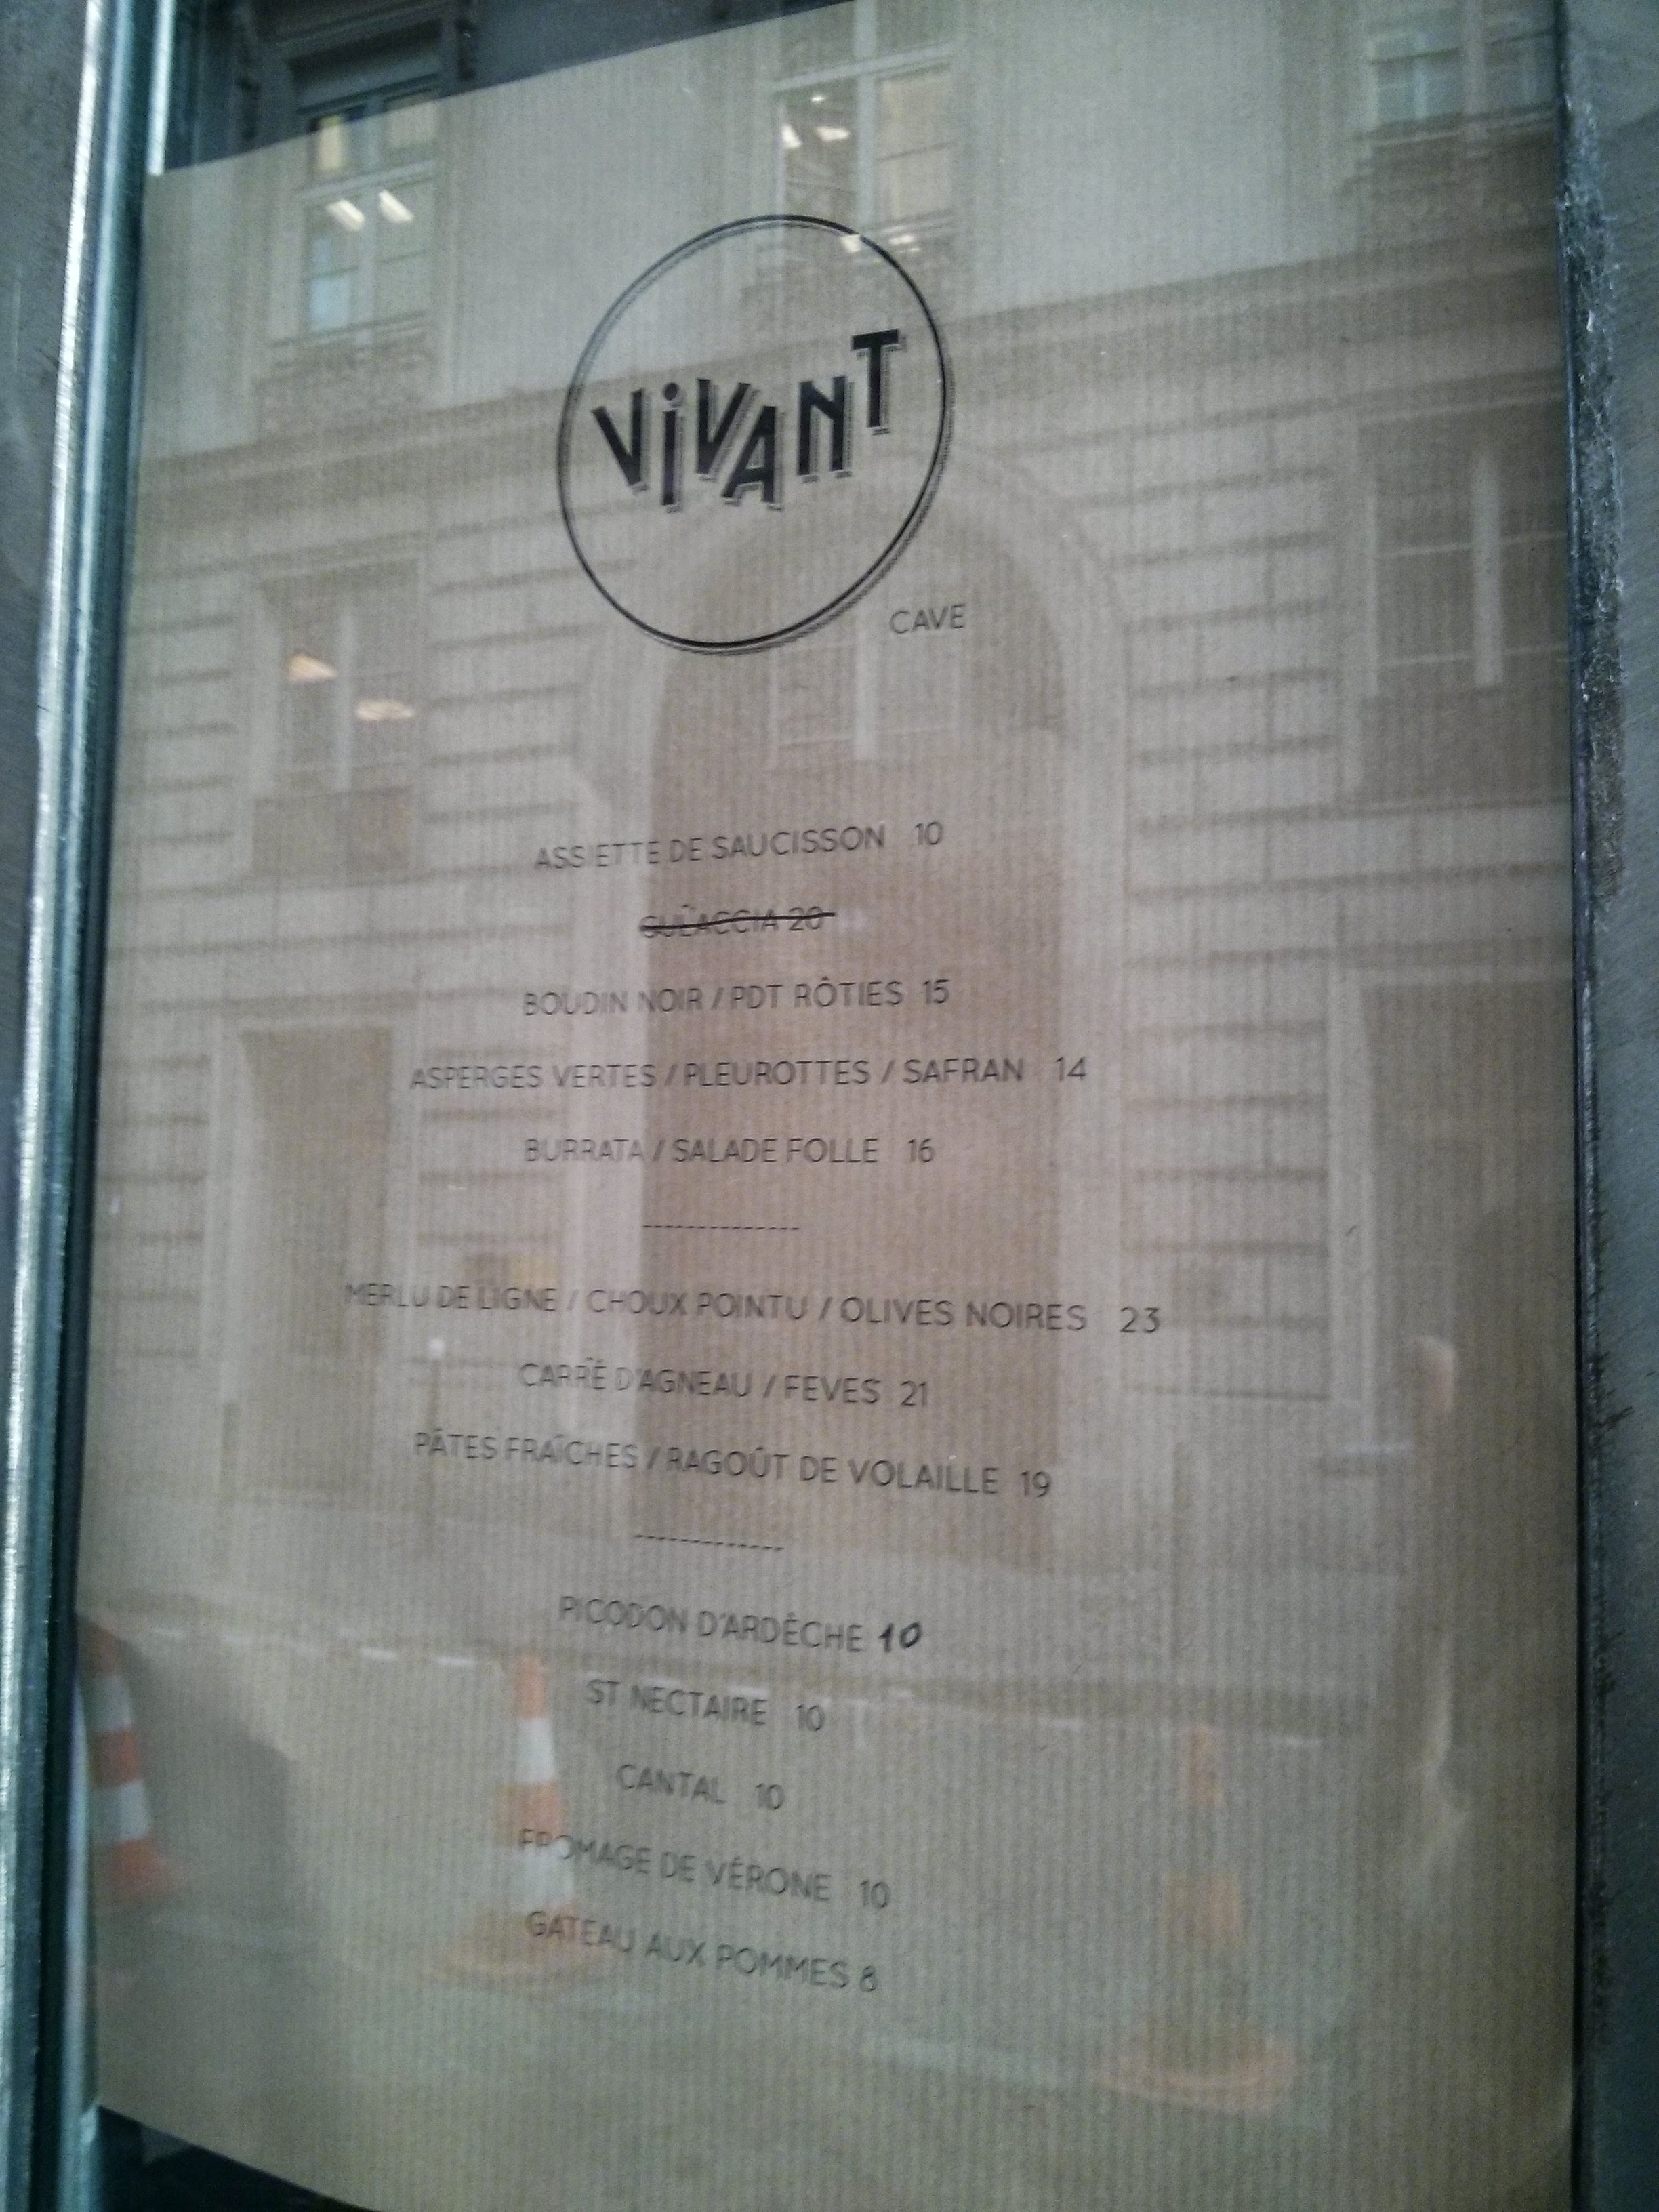 VIVANT
CAVE
ASSIETTE DE SAUCISSON 10
GUÊACCIA 20
BOUDIN NOIR / PDT RÔTIES 15
ASPERGES VERTES / PLEUROTTES / SAFRAN 14
BURRATA / SALADE FOLLE 16
--------------
MERLU DE LIGNE / CHOUX POINTU / OLIVES NOIRES 23
CARRÉ D'AGNEAU / FEVES 21
PÂTES FRAÎCHES / RAGOÛT DE VOLAILLE 19
--------------
PICODON D'ARDÈCHE 10
ST NECTAIRE 10
CANTAL 10
FROMAGE DE VÉRONE 10
GATEAU AUX POMMES 8